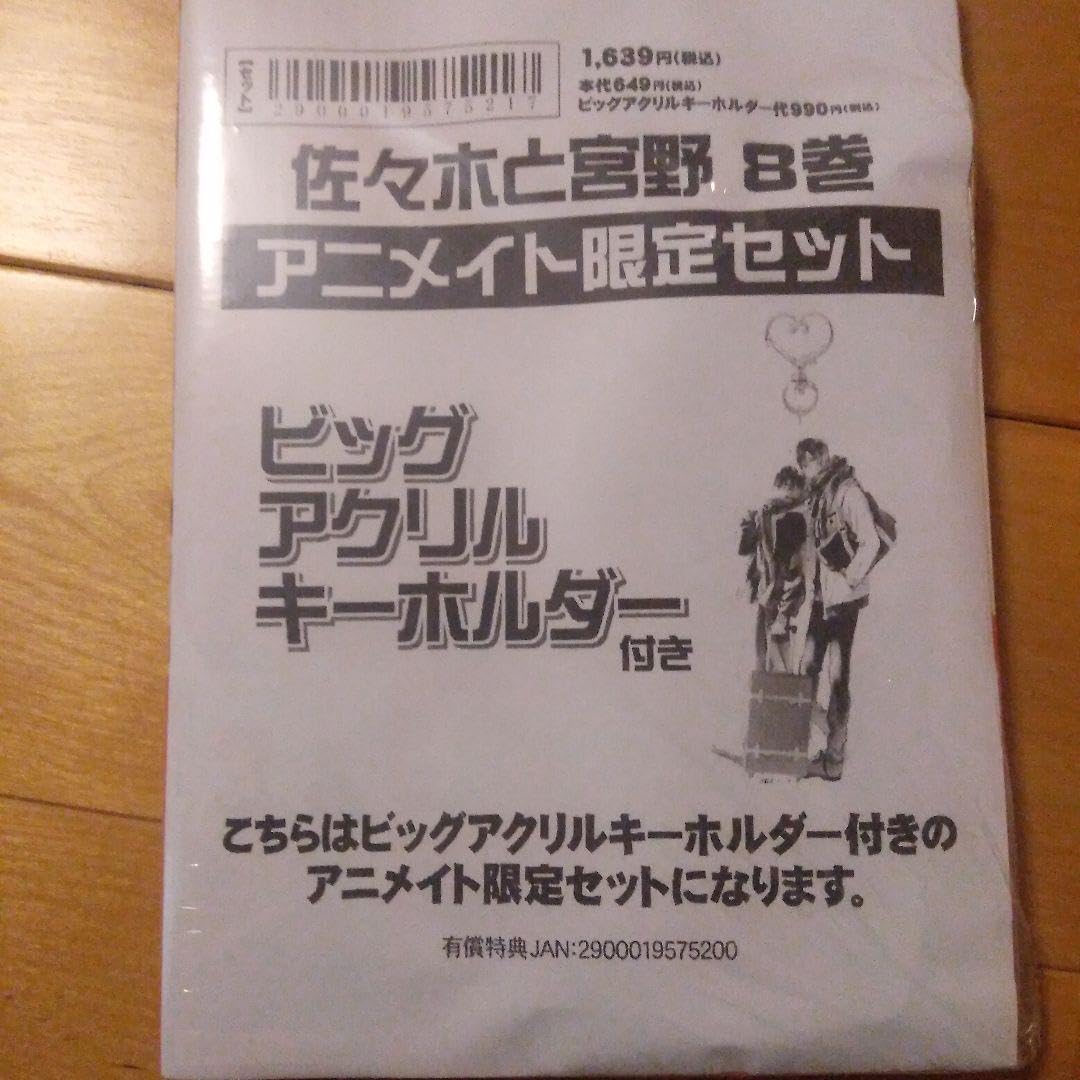 【セット】
2900019575217
1,639円(税込)
本代649円(税込)
ビッグアクリルキーホルダー代990円(税込)
佐々木と宮野 8巻
アニメイト限定セット
ビッグ
アクリル
キーホルダー
付き
こちらはビッグアクリルキーホルダー付きの
アニメイト限定セットになります。
有償特典JAN:2900019575200